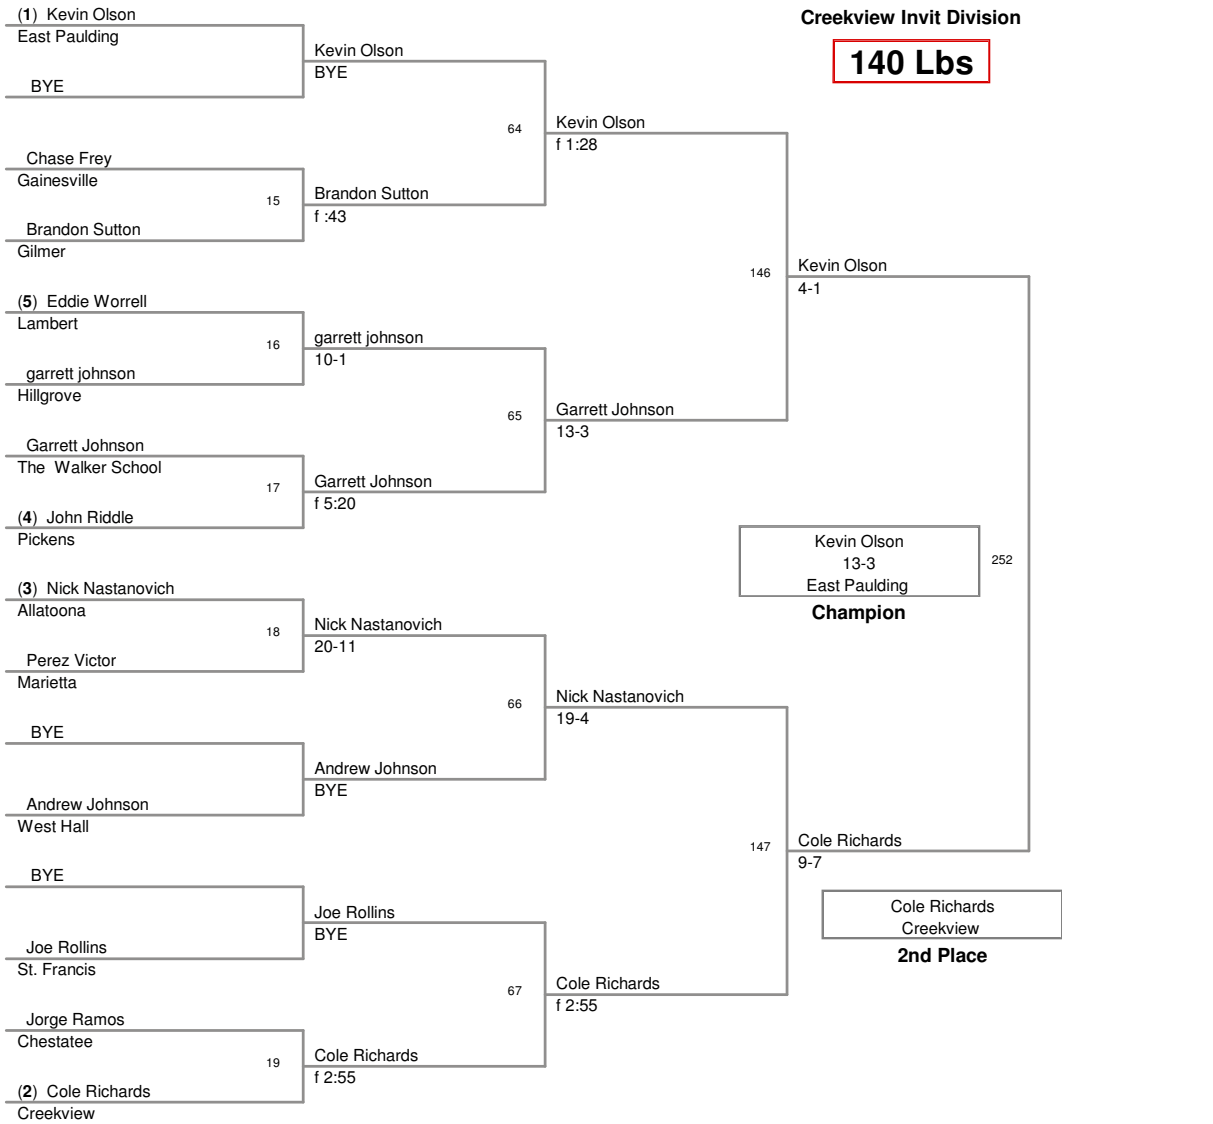 Creekview Invit Division
140 Lbs
(1) Kevin Olson
East Paulding
BYE
Chase Frey
Gainesville
15
Brandon Sutton
Gilmer
(5) Eddie Worrell
Lambert
16
garrett johnson
Hillgrove
Garrett Johnson
The Walker School
17
(4) John Riddle
Pickens
(3) Nick Nastanovich
Allatoona
18
Perez Victor
Marietta
BYE
Andrew Johnson
West Hall
BYE
Joe Rollins
St. Francis
Jorge Ramos
Chestatee
19
(2) Cole Richards
Creekview
Kevin Olson
BYE
64
Brandon Sutton
f :43
garrett johnson
10-1
65
Garrett Johnson
f 5:20
Nick Nastanovich
20-11
66
Andrew Johnson
BYE
Joe Rollins
BYE
67
Cole Richards
f 2:55
Kevin Olson
f 1:28
146
Garrett Johnson
13-3
Nick Nastanovich
19-4
147
Cole Richards
f 2:55
Kevin Olson
4-1
252
Cole Richards
9-7
Kevin Olson
13-3
East Paulding
Champion
Cole Richards
Creekview
2nd Place